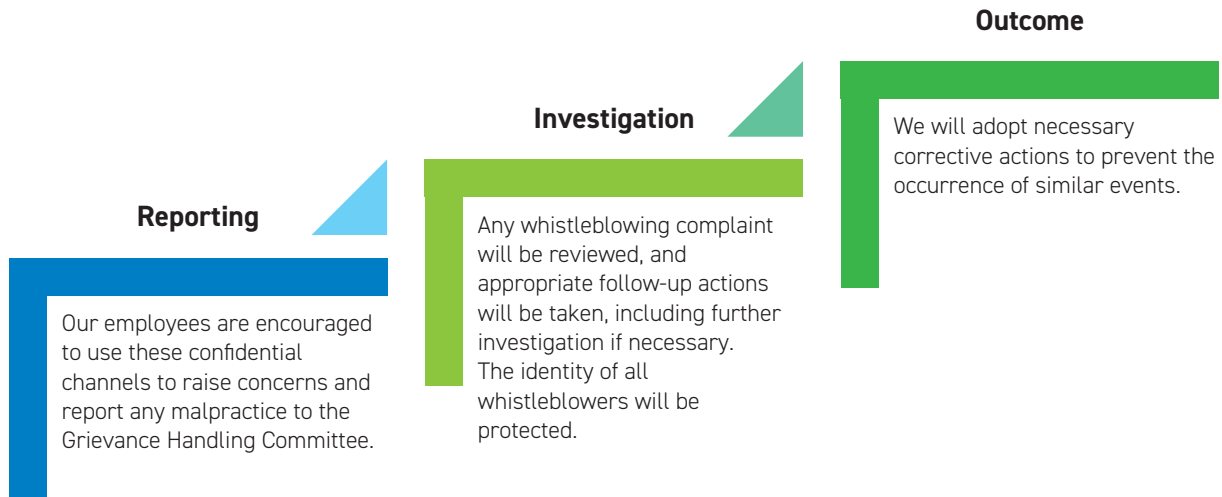 Reporting
Our employees are encouraged
to use these confidential
channels to raise concerns and
report any malpractice to the
Grievance Handling Committee.
Investigation
Any whistleblowing complaint
will be reviewed, and
appropriate follow-up actions
will be taken, including further
investigation if necessary.
The identity of all
whistleblowers will be
protected.
Outcome
We will adopt necessary
corrective actions to prevent the
occurrence of similar events.